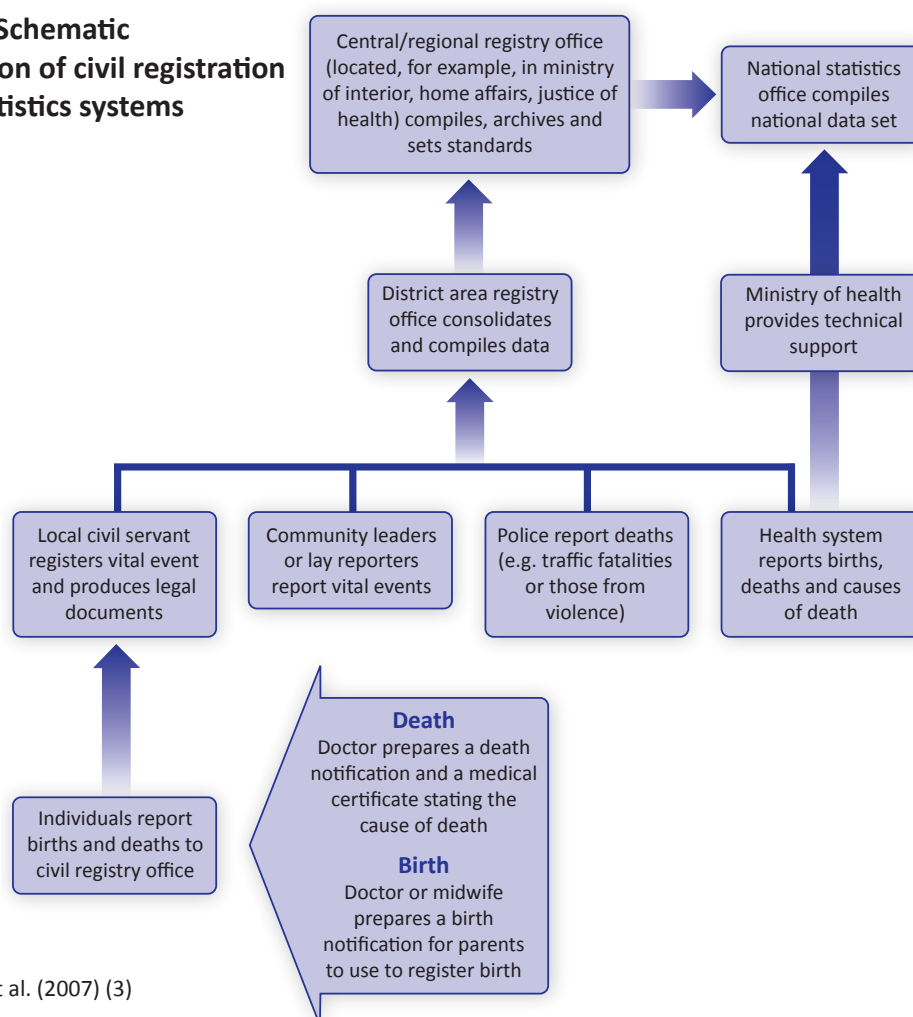 Schematic
on of civil registration
tistics systems
Central/regional registry office
(located, for example, in ministry
of interior, home affairs, justice of
health) compiles, archives and
sets standards
National statistics
office compiles
national data set
District area registry
office consolidates
and compiles data
Ministry of health
provides technical
support
Local civil servant
registers vital event
and produces legal
documents
Community leaders
or lay reporters
report vital events
Police report deaths
(e.g. traffic fatalities
or those from
violence)
Health system
reports births,
deaths and causes
of death
Individuals report
births and deaths to
civil registry office
Death
Doctor prepares a death
notification and a medical
certificate stating the
cause of death
Birth
Doctor or midwife
prepares a birth
notification for parents
to use to register birth
t al. (2007) (3)